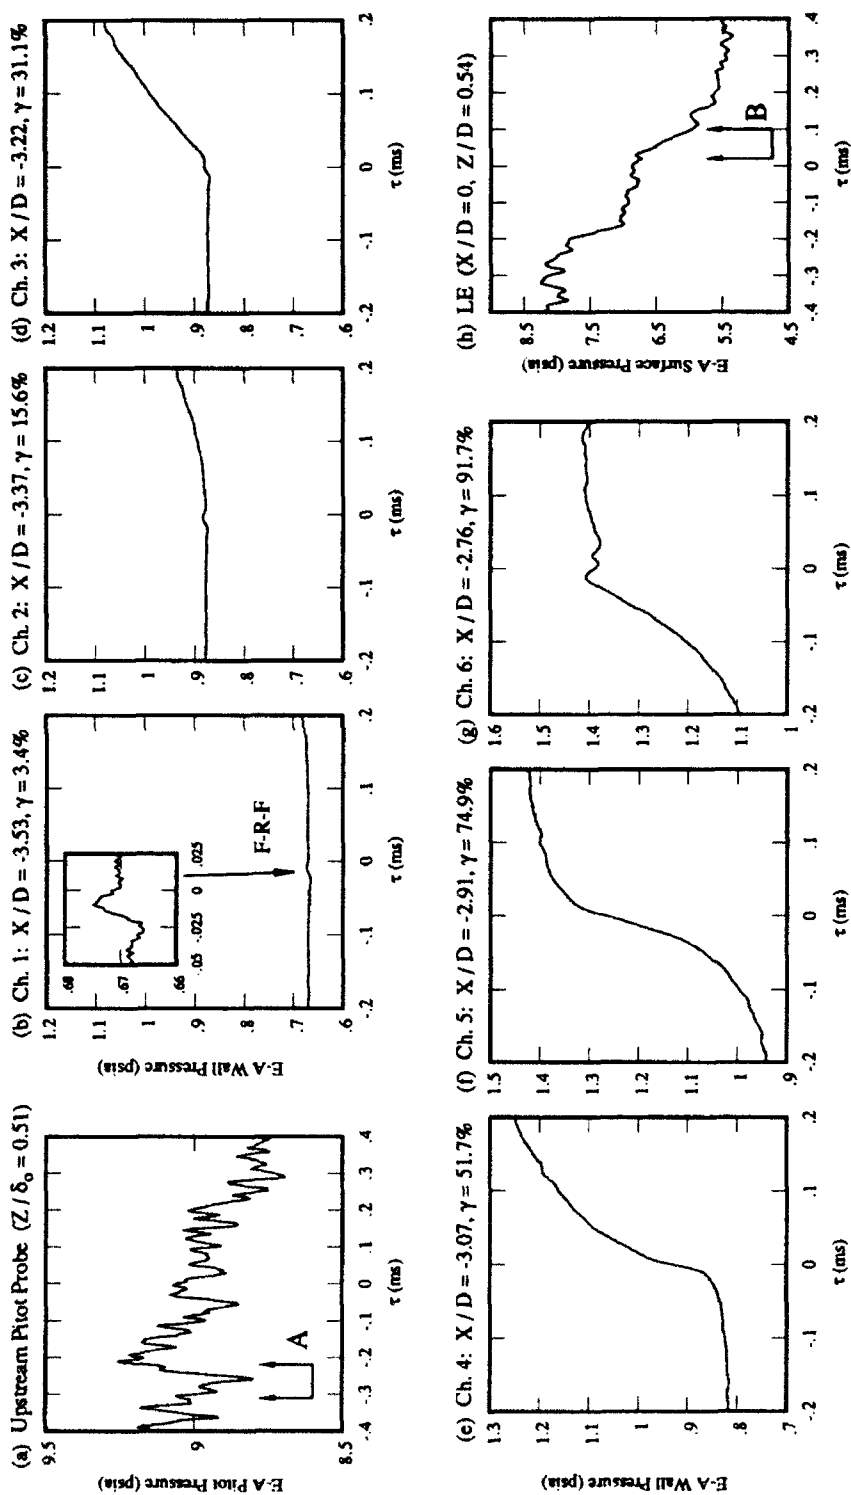 (a) Upstream Pitot Probe (Z / δo = 0.51)
E-A Pitot Pressure (psia)
9.5
9
8.5
A
-.4 -.3 -.2 -.1 0 .1 .2 .3 .4
τ (ms)
(b) Ch. 1: X / D = -3.53, γ = 3.4%
E-A Wall Pressure (psia)
1.2
1.1
1
.9
.8
.7
.6
.68
.67
.66
-.05 -.025 0 .025
F-R-F
-.2 -.1 0 .1 .2
τ (ms)
(c) Ch. 2: X / D = -3.37, γ = 15.6%
1.2
1.1
1
.9
.8
.7
.6
-.2 -.1 0 .1 .2
τ (ms)
(d) Ch. 3: X / D = -3.22, γ = 31.1%
1.2
1.1
1
.9
.8
.7
.6
-.2 -.1 0 .1 .2
τ (ms)
(e) Ch. 4: X / D = -3.07, γ = 51.7%
E-A Wall Pressure (psia)
1.3
1.2
1.1
1
.9
.8
.7
-.2 -.1 0 .1 .2
τ (ms)
(f) Ch. 5: X / D = -2.91, γ = 74.9%
1.5
1.4
1.3
1.2
1.1
1
.9
-.2 -.1 0 .1 .2
τ (ms)
(g) Ch. 6: X / D = -2.76, γ = 91.7%
1.6
1.5
1.4
1.3
1.2
1.1
1
-.2 -.1 0 .1 .2
τ (ms)
(h) LE (X / D = 0, Z / D = 0.54)
E-A Surface Pressure (psia)
8.5
7.5
6.5
5.5
4.5
B
-.4 -.3 -.2 -.1 0 0.1 .2 .3 .4
τ (ms)